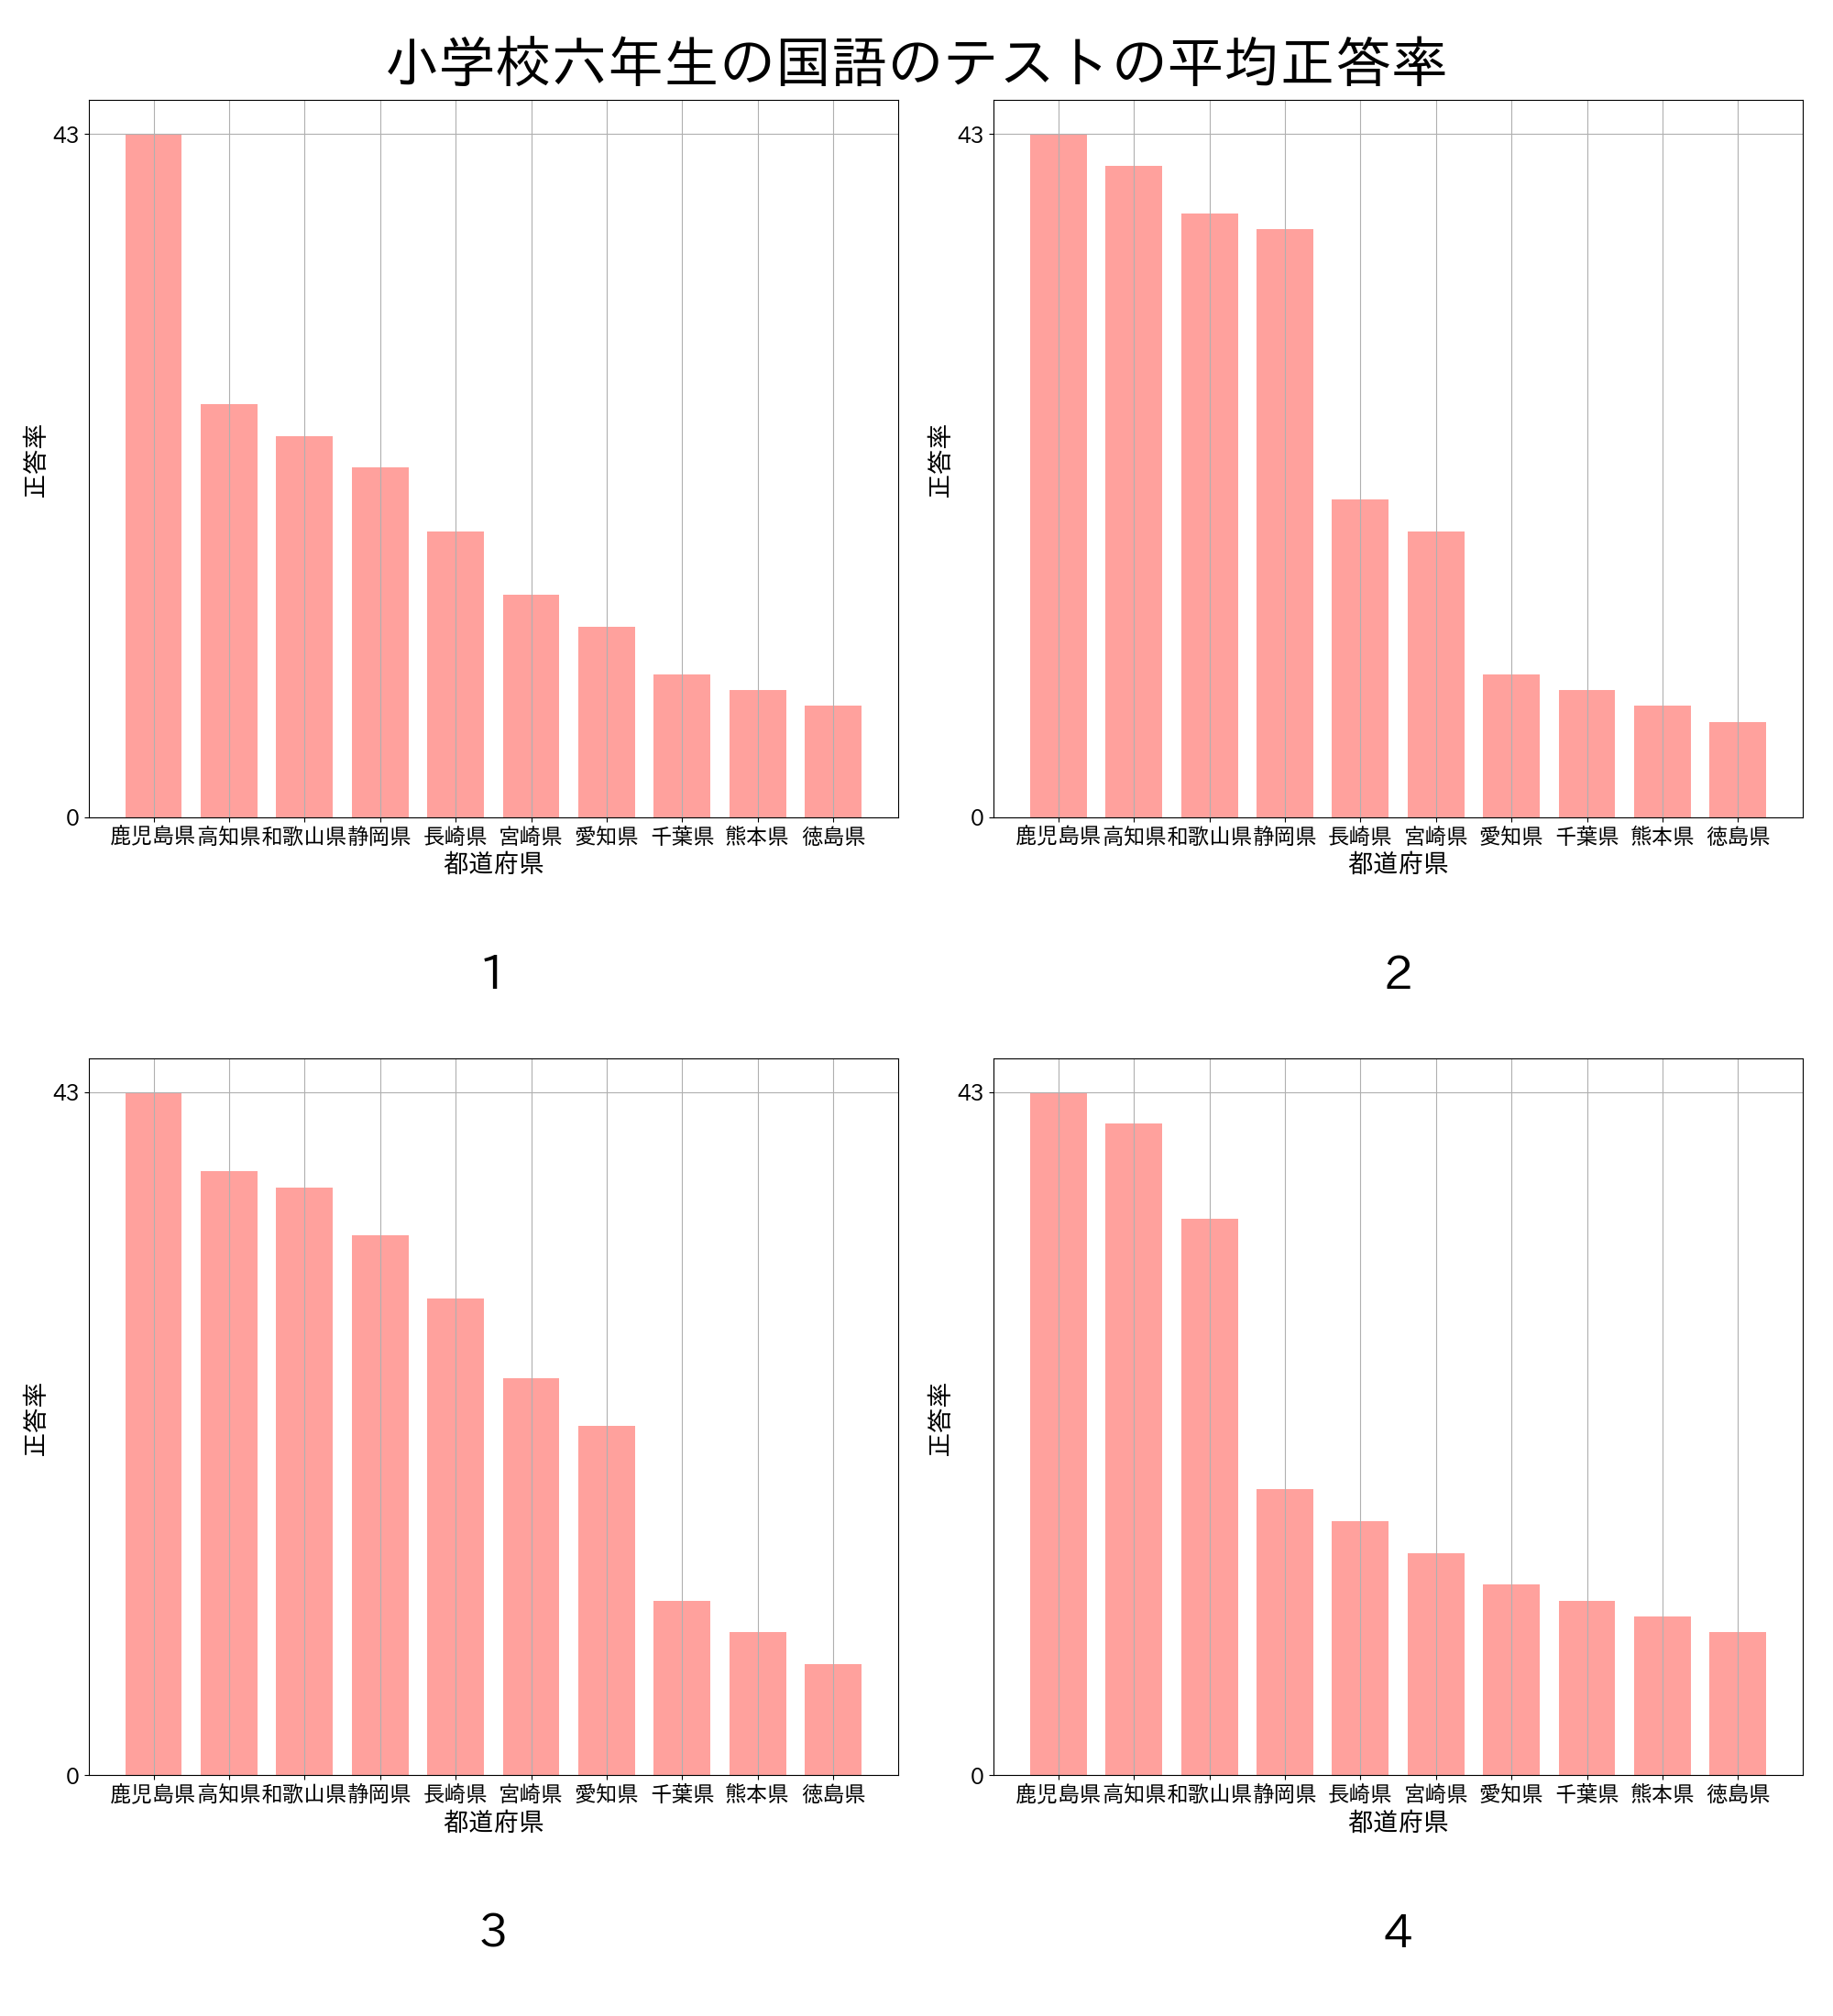 小学校六年生の国語のテストの平均正答率
43
0
正答率
鹿児島県 高知県 和歌山県 静岡県 長崎県 宮崎県 愛知県 千葉県 熊本県 徳島県
都道府県
1
43
0
正答率
鹿児島県 高知県 和歌山県 静岡県 長崎県 宮崎県 愛知県 千葉県 熊本県 徳島県
都道府県
2
43
0
正答率
鹿児島県 高知県 和歌山県 静岡県 長崎県 宮崎県 愛知県 千葉県 熊本県 徳島県
都道府県
3
43
0
正答率
鹿児島県 高知県 和歌山県 静岡県 長崎県 宮崎県 愛知県 千葉県 熊本県 徳島県
都道府県
4